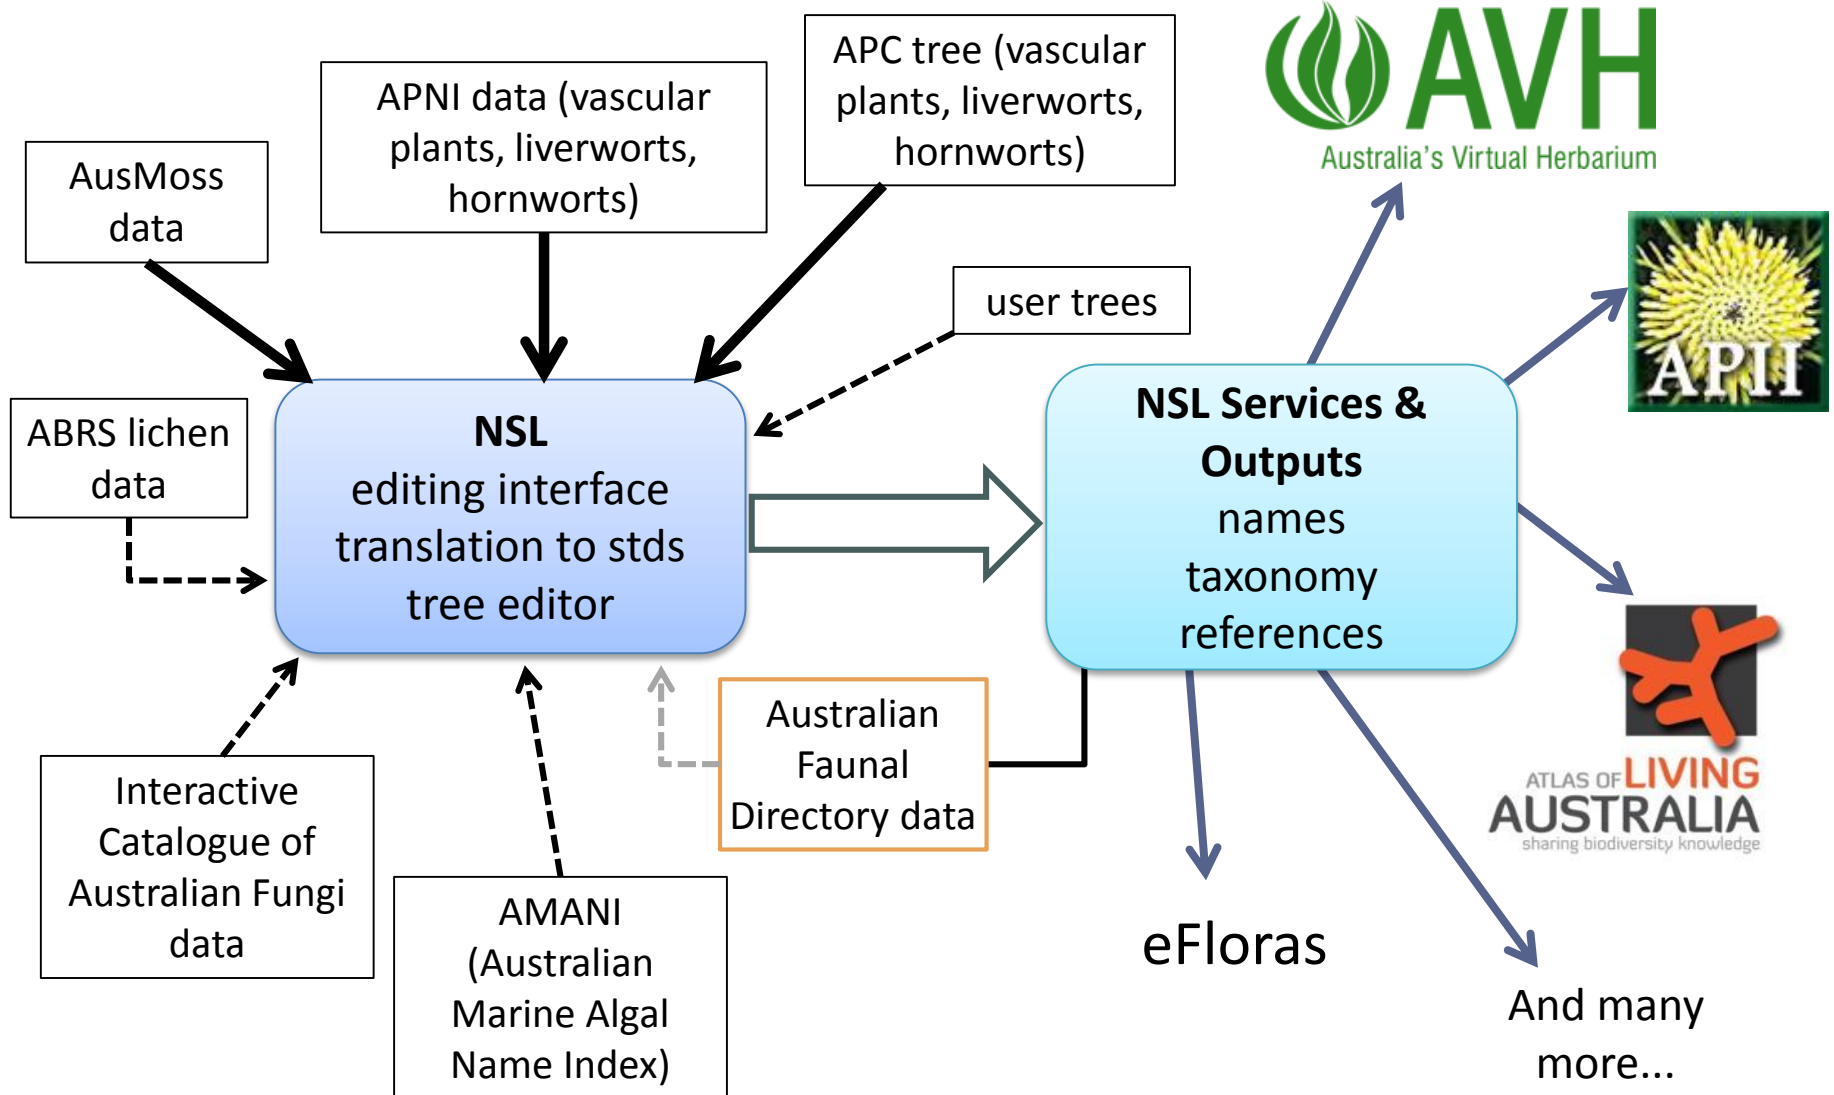 AusMoss
data
APNI data (vascular
plants, liverworts,
hornworts)
APC tree (vascular
plants, liverworts,
hornworts)
AVH
Australia's Virtual Herbarium
user trees
APII
ABRS lichen
data
NSL
editing interface
translation to stds
tree editor
NSL Services &
Outputs
names
taxonomy
references
ATLAS OF LIVING
AUSTRALIA
sharing biodiversity knowledge
Australian
Faunal
Directory data
Interactive
Catalogue of
Australian Fungi
data
AMANI
(Australian
Marine Algal
Name Index)
eFloras
And many
more...